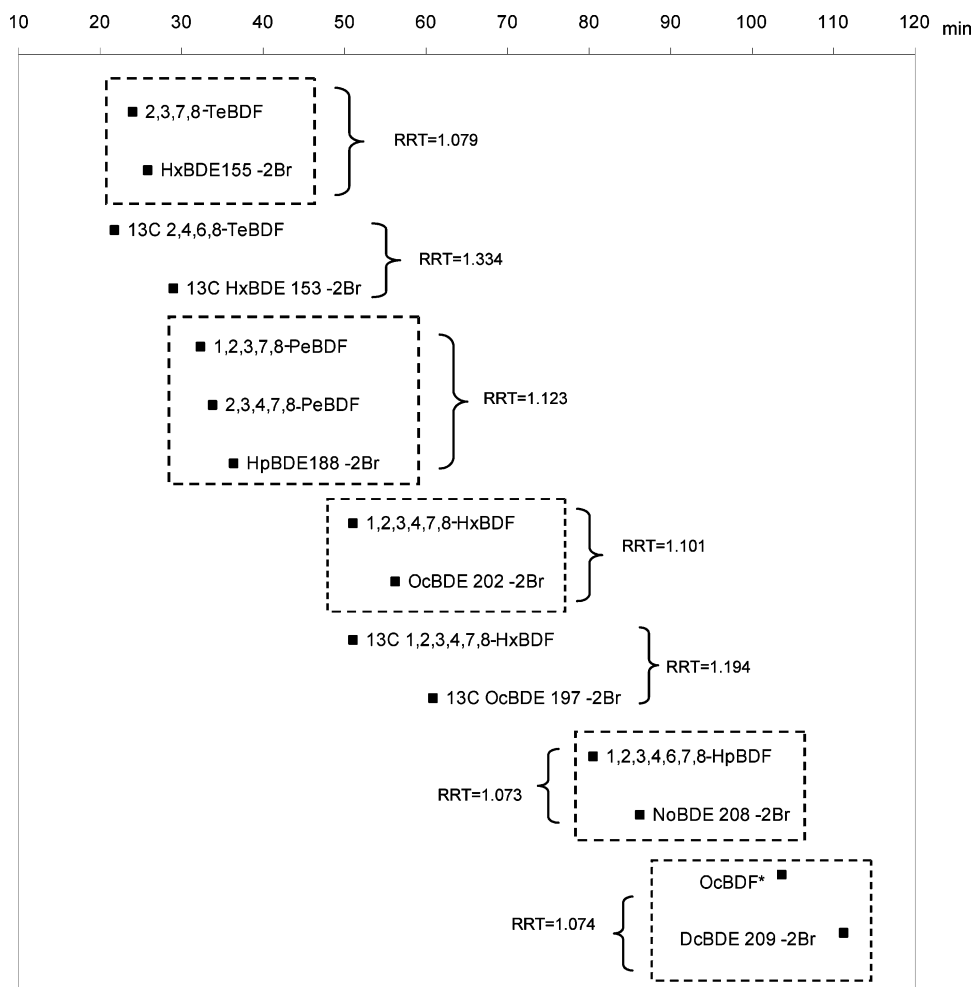 10 20 30 40 50 60 70 80 90 100 110 120 min
2,3,7,8-TeBDF
RRT=1.079
HxBDE155 -2Br
13C 2,4,6,8-TeBDF
RRT=1.334
13C HxBDE 153 -2Br
1,2,3,7,8-PeBDF
RRT=1.123
2,3,4,7,8-PeBDF
HpBDE188 -2Br
1,2,3,4,7,8-HxBDF
RRT=1.101
OcBDE 202 -2Br
13C 1,2,3,4,7,8-HxBDF
RRT=1.194
13C OcBDE 197 -2Br
1,2,3,4,6,7,8-HpBDF
RRT=1.073
NoBDE 208 -2Br
OcBDF*
RRT=1.074
DcBDE 209 -2Br